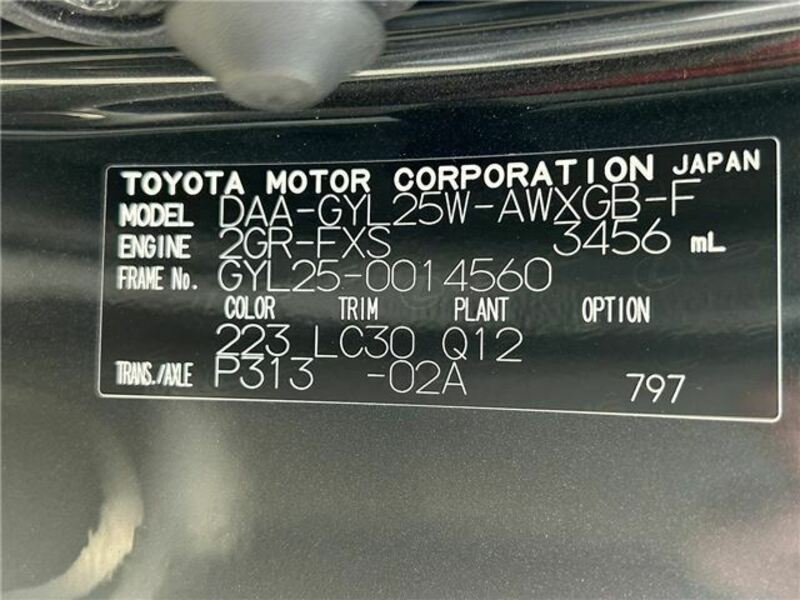 TOYOTA MOTOR CORPORATION JAPAN
MODEL DAA-GYL25W-AWXGB-F
ENGINE 2GR-FXS 3456 mL
FRAME No. GYL25-0014560
COLOR TRIM PLANT OPTION
223 LC30 Q12
TRANS./AXLE P313 -02A 797